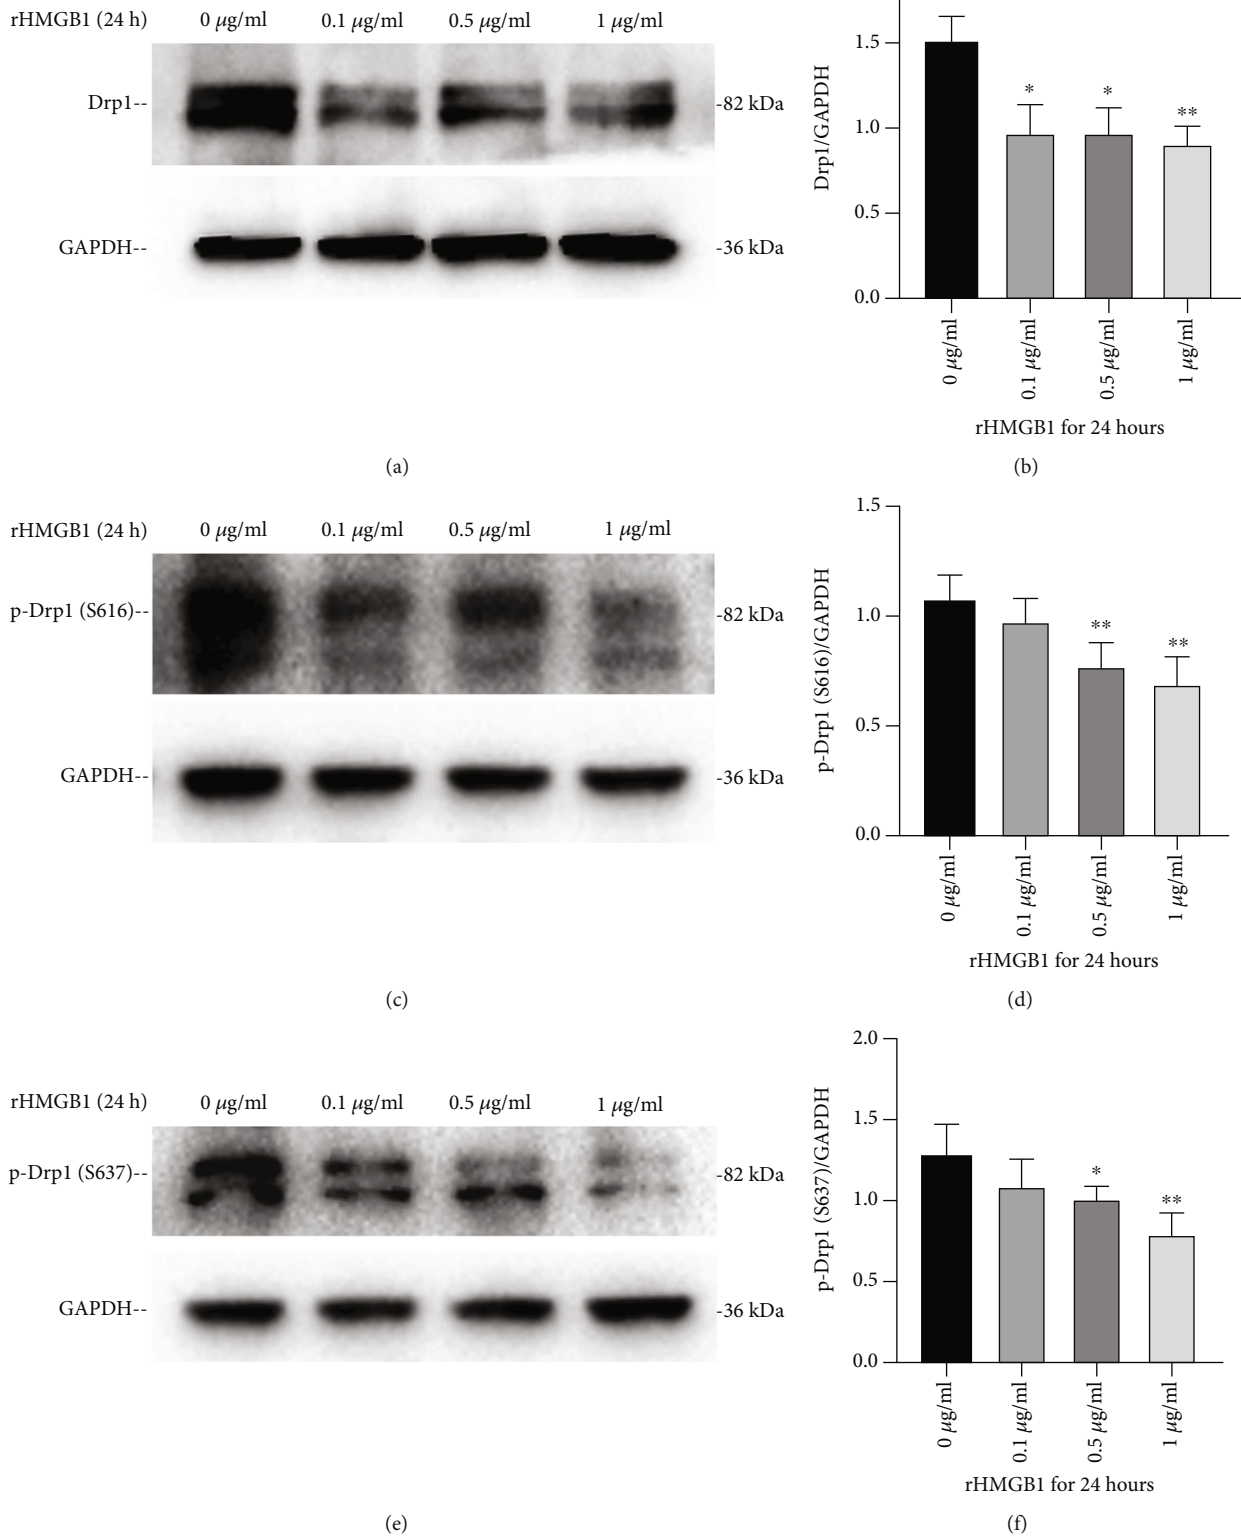 rHMGB1 (24 h) 0 μg/ml 0.1 μg/ml 0.5 μg/ml 1 μg/ml
Drp1-- -82 kDa
GAPDH-- -36 kDa
(a)
Drp1/GAPDH
1.5
1.0
0.5
0.0
* * **
0 μg/ml 0.1 μg/ml 0.5 μg/ml 1 μg/ml
rHMGB1 for 24 hours
(b)
rHMGB1 (24 h) 0 μg/ml 0.1 μg/ml 0.5 μg/ml 1 μg/ml
p-Drp1 (S616)-- -82 kDa
GAPDH-- -36 kDa
(c)
p-Drp1 (S616)/GAPDH
1.5
1.0
0.5
0.0
** **
0 μg/ml 0.1 μg/ml 0.5 μg/ml 1 μg/ml
rHMGB1 for 24 hours
(d)
rHMGB1 (24 h) 0 μg/ml 0.1 μg/ml 0.5 μg/ml 1 μg/ml
p-Drp1 (S637)-- -82 kDa
GAPDH-- -36 kDa
(e)
p-Drp1 (S637)/GAPDH
2.0
1.5
1.0
0.5
0.0
* **
0 μg/ml 0.1 μg/ml 0.5 μg/ml 1 μg/ml
rHMGB1 for 24 hours
(f)